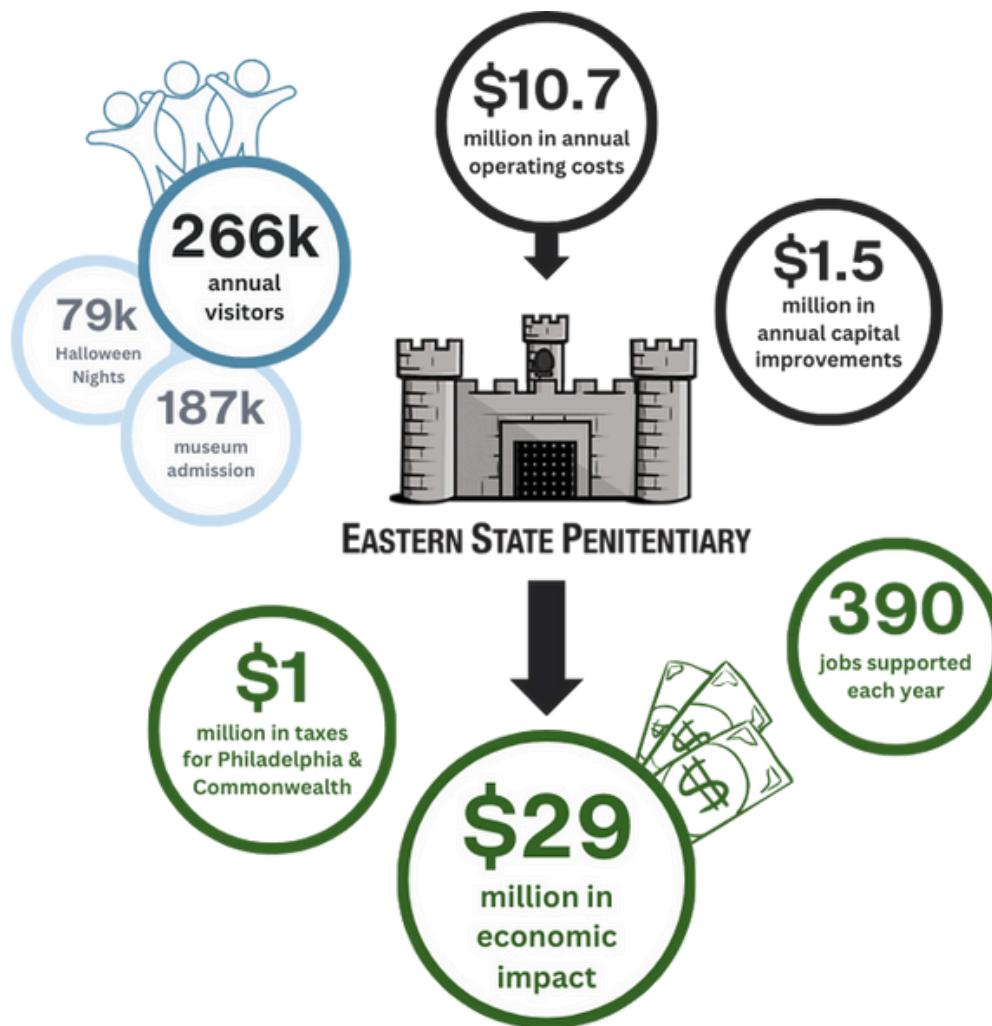 $10.7
million in annual
operating costs
266k
annual
visitors
79k
Halloween
Nights
187k
museum
admission
$1.5
million in
annual capital
improvements
EASTERN STATE PENITENTIARY
390
jobs supported
each year
$1
million in taxes
for Philadelphia &
Commonwealth
$29
million in
economic
impact